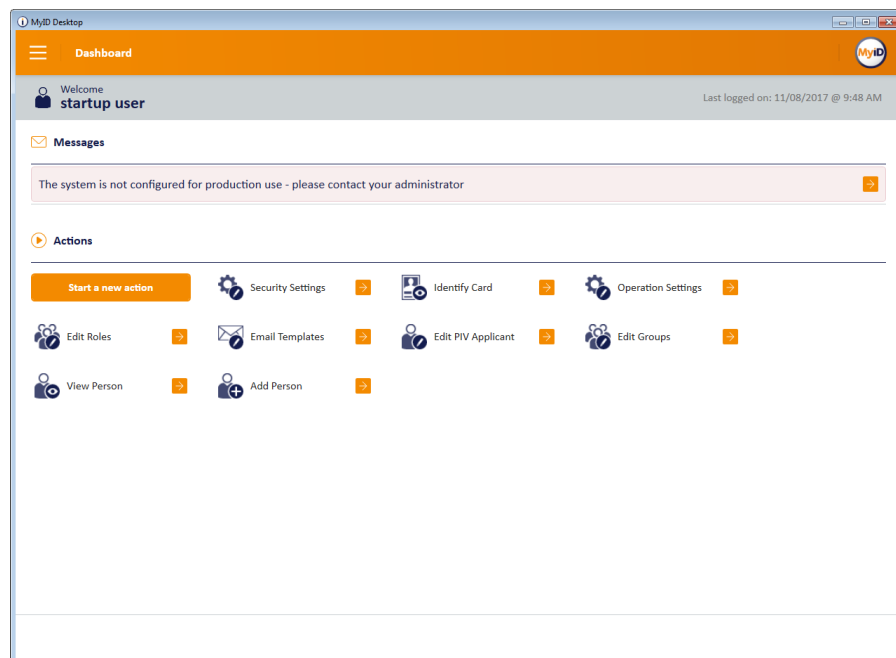 MyID Desktop
Dashboard
MyID
Welcome
startup user
Last logged on: 11/08/2017 @ 9:48 AM
Messages
The system is not configured for production use - please contact your administrator
Actions
Start a new action
Security Settings
Identify Card
Operation Settings
Edit Roles
Email Templates
Edit PIV Applicant
Edit Groups
View Person
Add Person